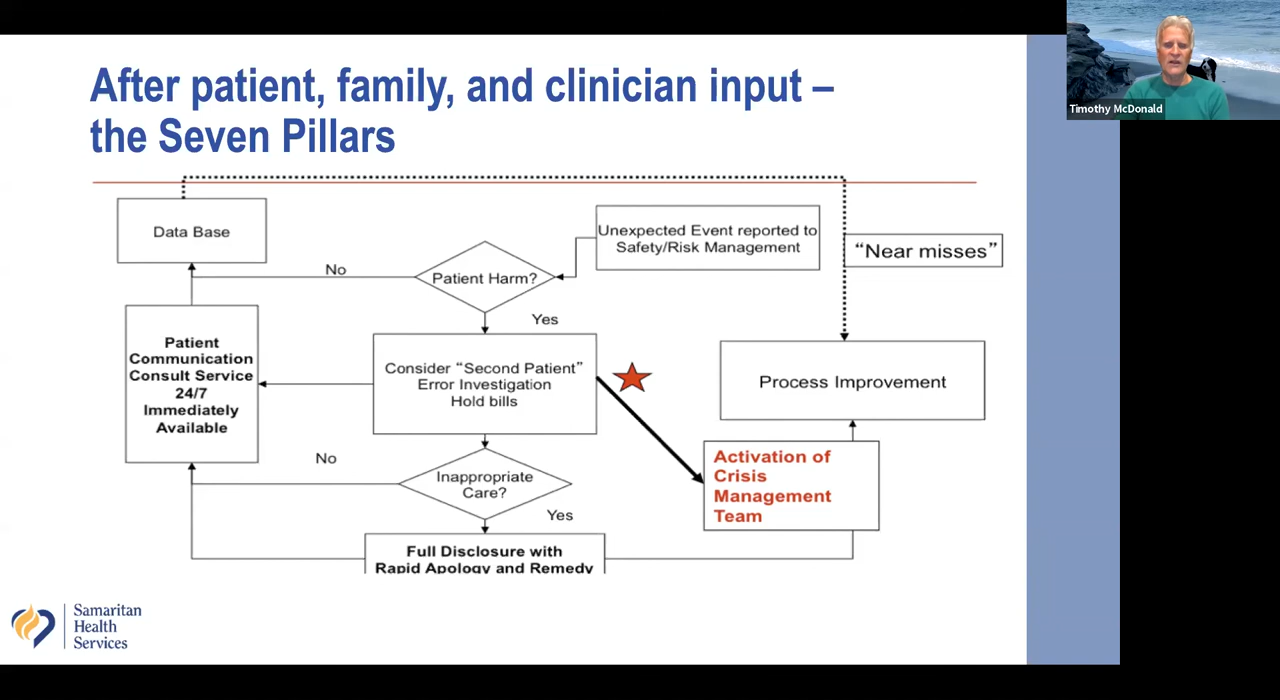 After patient, family, and clinician input –
the Seven Pillars
Timothy McDonald
Data Base
Unexpected Event reported to
Safety/Risk Management
“Near misses”
No
Patient Harm?
Yes
Patient
Communication
Consult Service
24/7
Immediately
Available
Consider “Second Patient”
Error Investigation
Hold bills
Process Improvement
No
Inappropriate
Care?
Yes
Activation of
Crisis
Management
Team
Full Disclosure with
Rapid Apology and Remedy
Samaritan
Health
Services